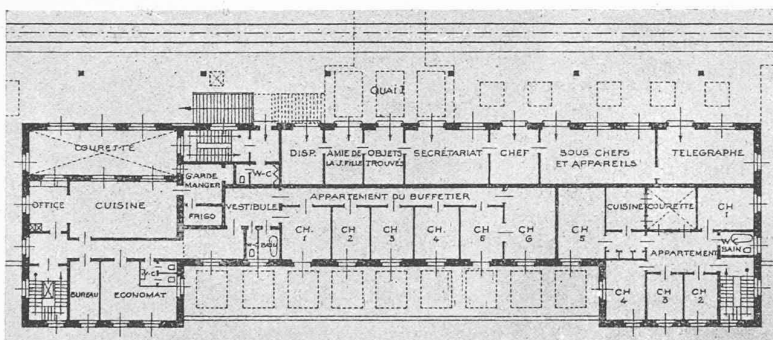 QUAI I
COURETTE
DISP.
AMIE DE
LA J. FILLE
OBJETS
TROUVÉS
SECRÉTARIAT
CHEF
SOUS CHEFS
ET APPAREILS
TELEGRAPHE
GARDE
MANGER
W-C
OFFICE
CUISINE
FRIGO
VESTIBULE
APPARTEMENT DU BUFFETIER
CUISINE
COURETTE
CH
1
CH.
1
CH
2
CH
3
CH.
4
CH
5
CH
6
CH
5
W-C
BAIN
BAIN
APPARTEMENT
W-C
BUREAU
ECONOMAT
CH
4
CH
3
CH
2